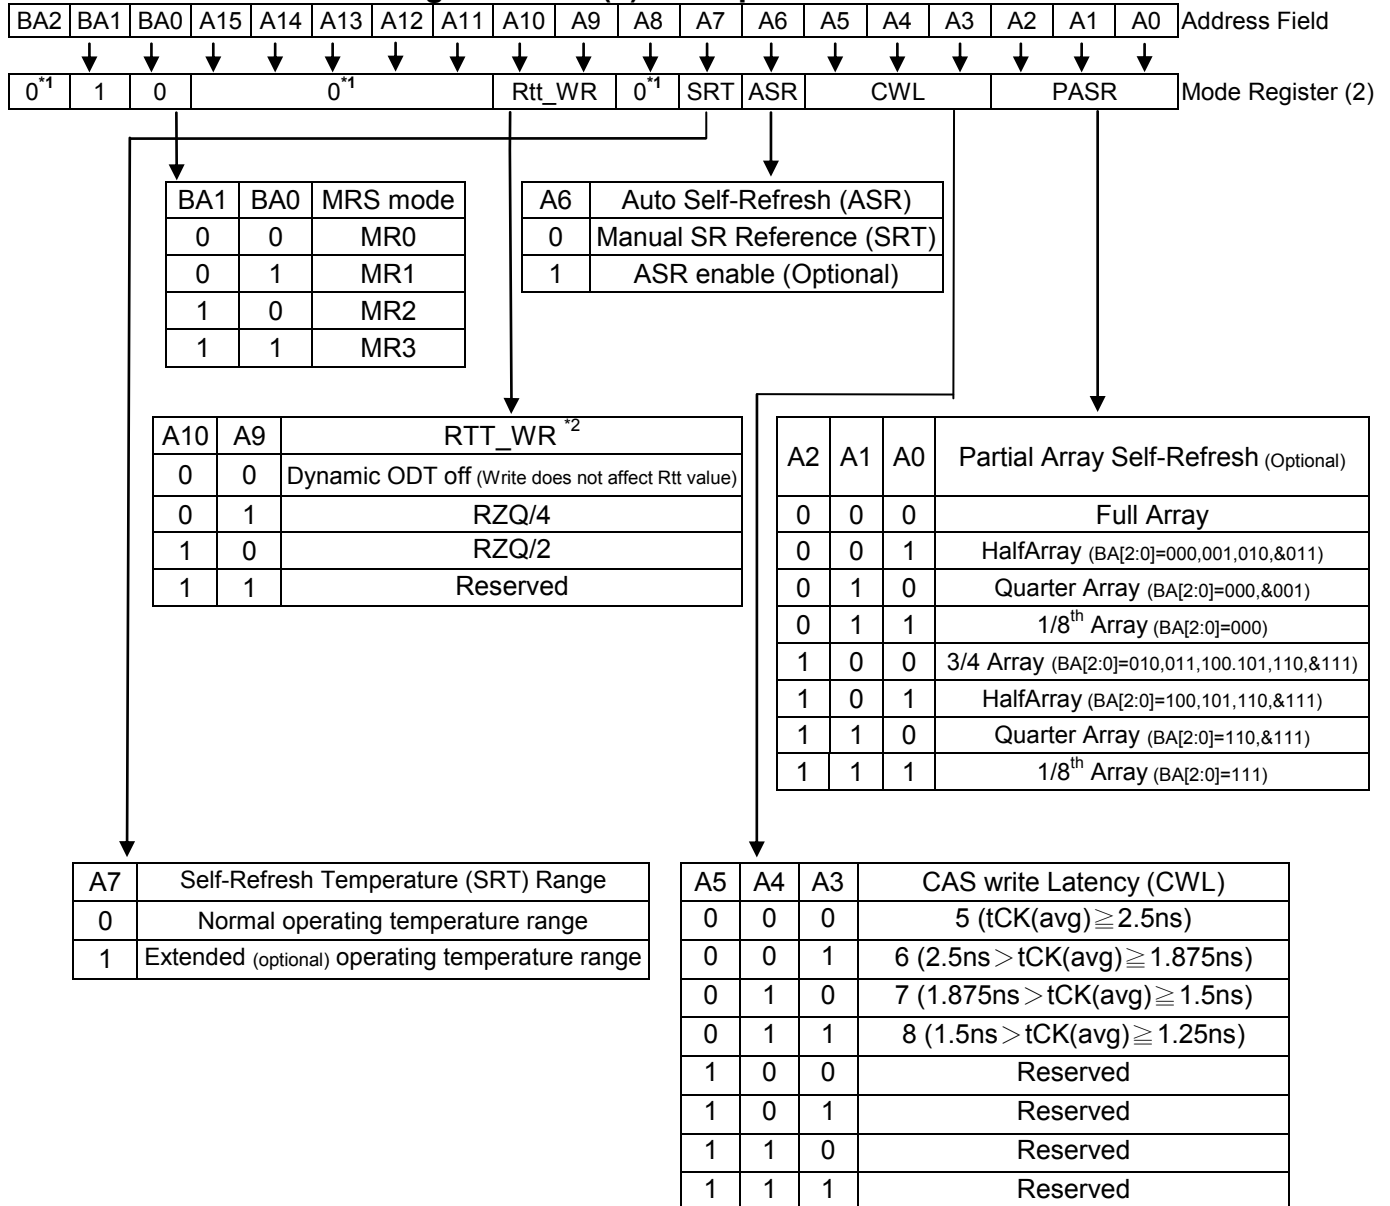 BA2 BA1 BA0 A15 A14 A13 A12 A11 A10 A9 A8 A7 A6 A5 A4 A3 A2 A1 A0 Address Field
0*1 1 0 0*1 Rtt_WR 0*1 SRT ASR CWL PASR Mode Register (2)
BA1 BA0 MRS mode
0 0 MR0
0 1 MR1
1 0 MR2
1 1 MR3
A6 Auto Self-Refresh (ASR)
0 Manual SR Reference (SRT)
1 ASR enable (Optional)
A10 A9 RTT_WR *2
0 0 Dynamic ODT off (Write does not affect Rtt value)
0 1 RZQ/4
1 0 RZQ/2
1 1 Reserved
A2 A1 A0 Partial Array Self-Refresh (Optional)
0 0 0 Full Array
0 0 1 HalfArray (BA[2:0]=000,001,010,&011)
0 1 0 Quarter Array (BA[2:0]=000,&001)
0 1 1 1/8th Array (BA[2:0]=000)
1 0 0 3/4 Array (BA[2:0]=010,011,100.101,110,&111)
1 0 1 HalfArray (BA[2:0]=100,101,110,&111)
1 1 0 Quarter Array (BA[2:0]=110,&111)
1 1 1 1/8th Array (BA[2:0]=111)
A7 Self-Refresh Temperature (SRT) Range
0 Normal operating temperature range
1 Extended (optional) operating temperature range
A5 A4 A3 CAS write Latency (CWL)
0 0 0 5 (tCK(avg)≧2.5ns)
0 0 1 6 (2.5ns>tCK(avg)≧1.875ns)
0 1 0 7 (1.875ns>tCK(avg)≧1.5ns)
0 1 1 8 (1.5ns>tCK(avg)≧1.25ns)
1 0 0 Reserved
1 0 1 Reserved
1 1 0 Reserved
1 1 1 Reserved